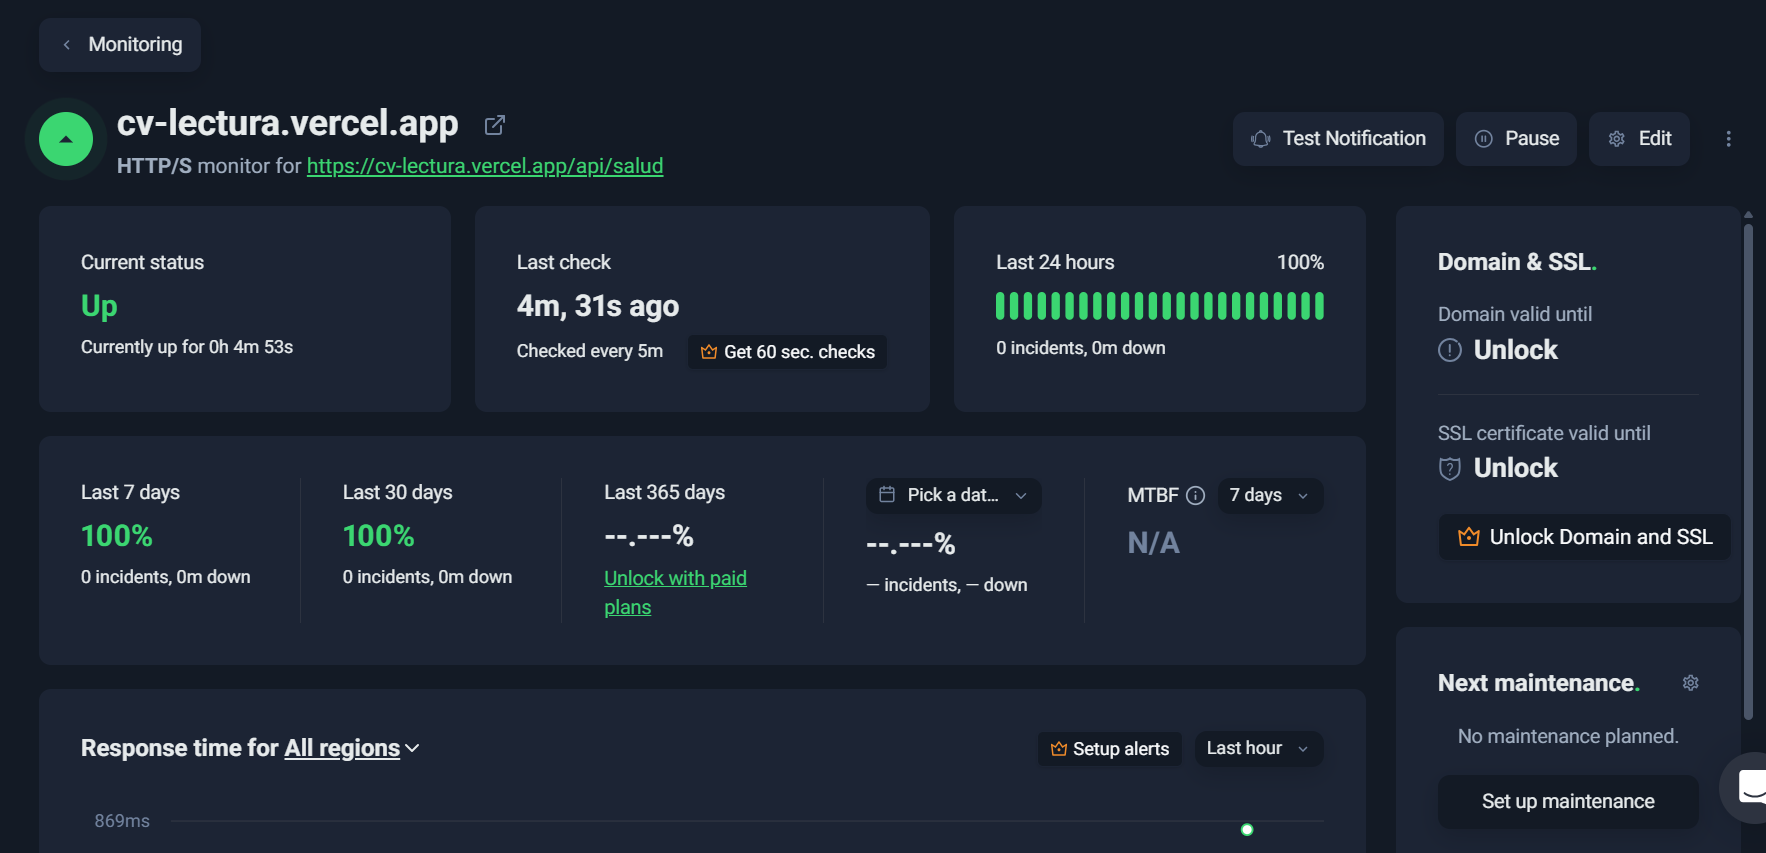 Monitoring
cv-lectura.vercel.app
HTTP/S monitor for https://cv-lectura.vercel.app/api/salud
Test Notification
Pause
Edit
Current status
Up
Currently up for 0h 4m 53s
Last check
4m, 31s ago
Checked every 5m
Get 60 sec. checks
Last 24 hours
100%
0 incidents, 0m down
Domain & SSL.
Domain valid until
Unlock
SSL certificate valid until
Unlock
Unlock Domain and SSL
Last 7 days
100%
0 incidents, 0m down
Last 30 days
100%
0 incidents, 0m down
Last 365 days
--.---%
Unlock with paid
plans
Pick a dat...
--.---%
— incidents, — down
MTBF
7 days
N/A
Next maintenance.
No maintenance planned.
Set up maintenance
Response time for All regions
Setup alerts
Last hour
869ms